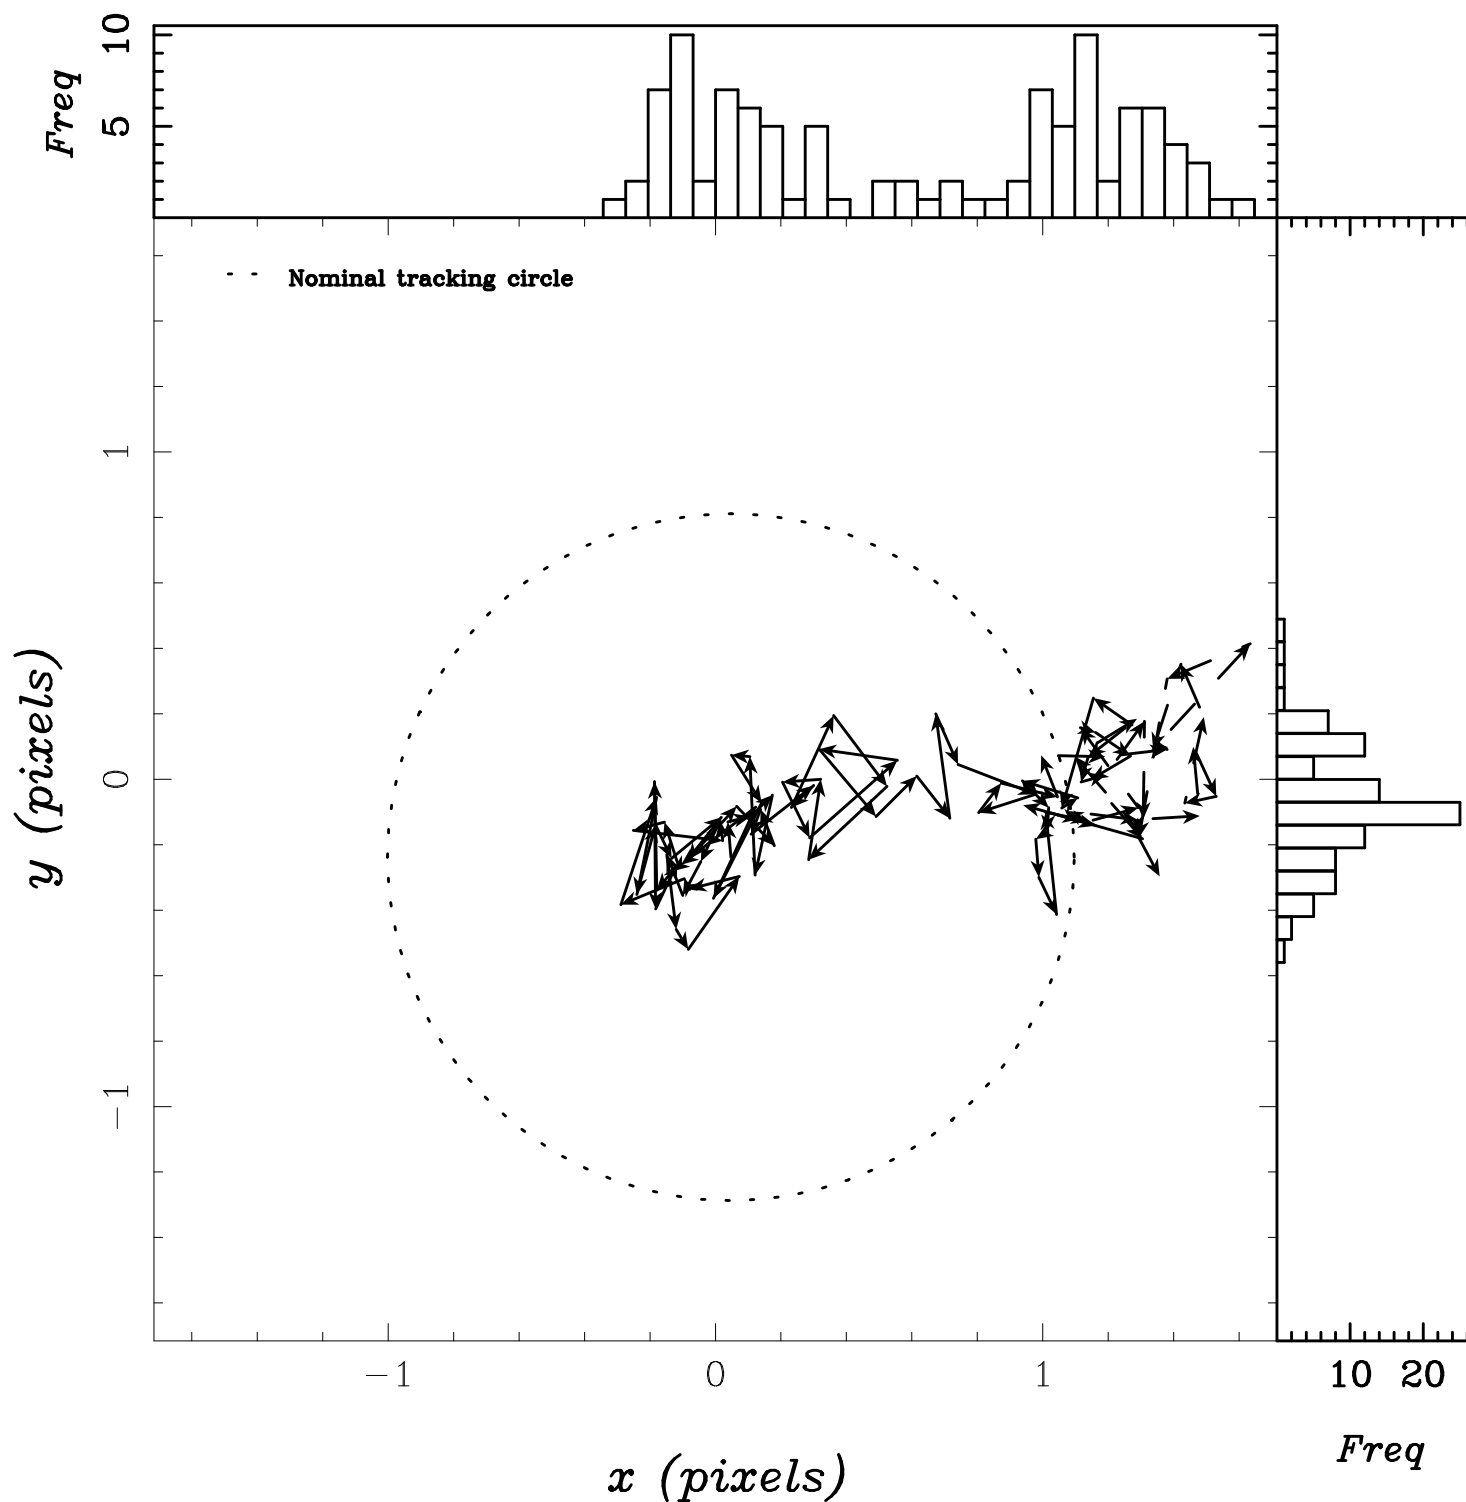 Freq
10
5
Nominal tracking circle
y (pixels)
1
0
−1
−1 0 1
10 20
x (pixels)
Freq